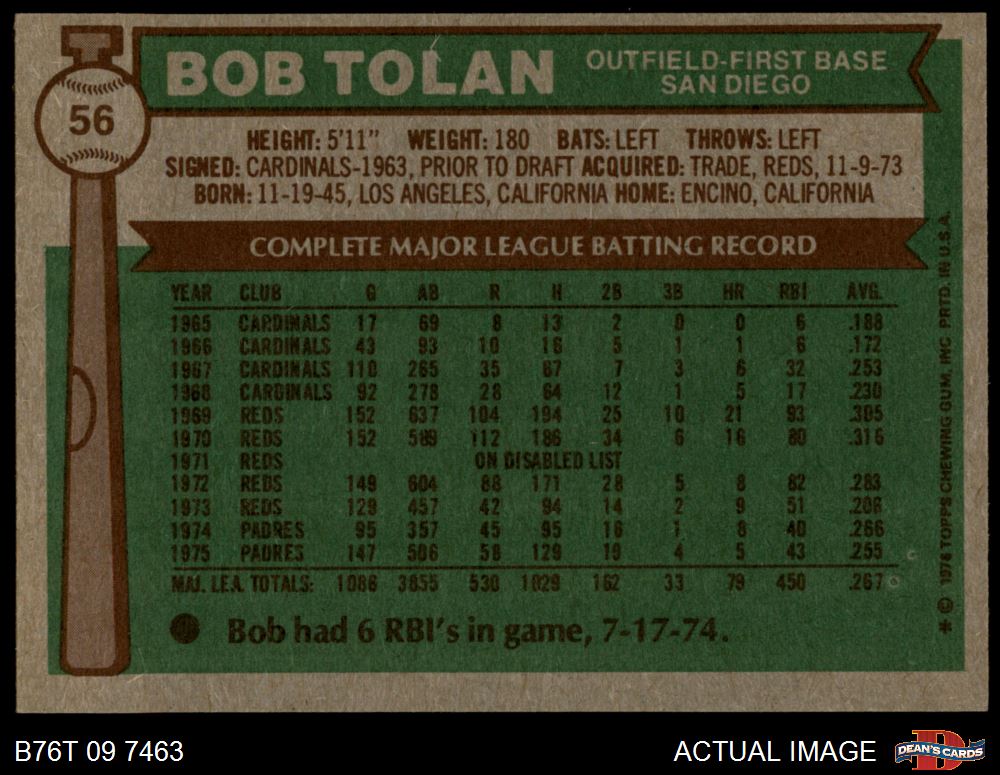 BOB TOLAN
OUTFIELD-FIRST BASE
SAN DIEGO
56
HEIGHT: 5'11" WEIGHT: 180 BATS: LEFT THROWS: LEFT
SIGNED: CARDINALS-1963, PRIOR TO DRAFT ACQUIRED: TRADE, REDS, 11-9-73
BORN: 11-19-45, LOS ANGELES, CALIFORNIA HOME: ENCINO, CALIFORNIA
COMPLETE MAJOR LEAGUE BATTING RECORD
YEAR CLUB G AB R H 2B 3B HR RBI AVG.
1965 CARDINALS 17 69 8 13 2 0 0 6 .188
1966 CARDINALS 43 93 10 16 5 1 1 6 .172
1967 CARDINALS 110 265 35 67 7 3 6 32 .253
1968 CARDINALS 92 278 28 64 12 1 5 17 .230
1969 REDS 152 637 104 194 25 10 21 93 .305
1970 REDS 152 589 112 186 34 6 16 80 .316
1971 REDS ON DISABLED LIST
1972 REDS 149 604 88 171 28 5 8 82 .283
1973 REDS 129 457 42 94 14 2 9 51 .206
1974 PADRES 95 357 45 95 16 1 8 40 .266
1975 PADRES 147 506 58 129 19 4 5 43 .255
MAJ. LEA. TOTALS: 1086 3855 530 1029 162 33 79 450 .267
● Bob had 6 RBI's in game, 7-17-74.
* © 1976 TOPPS CHEWING GUM, INC PRTD. IN U.S.A.
B76T 09 7463
ACTUAL IMAGE
D
DEAN'S CARDS